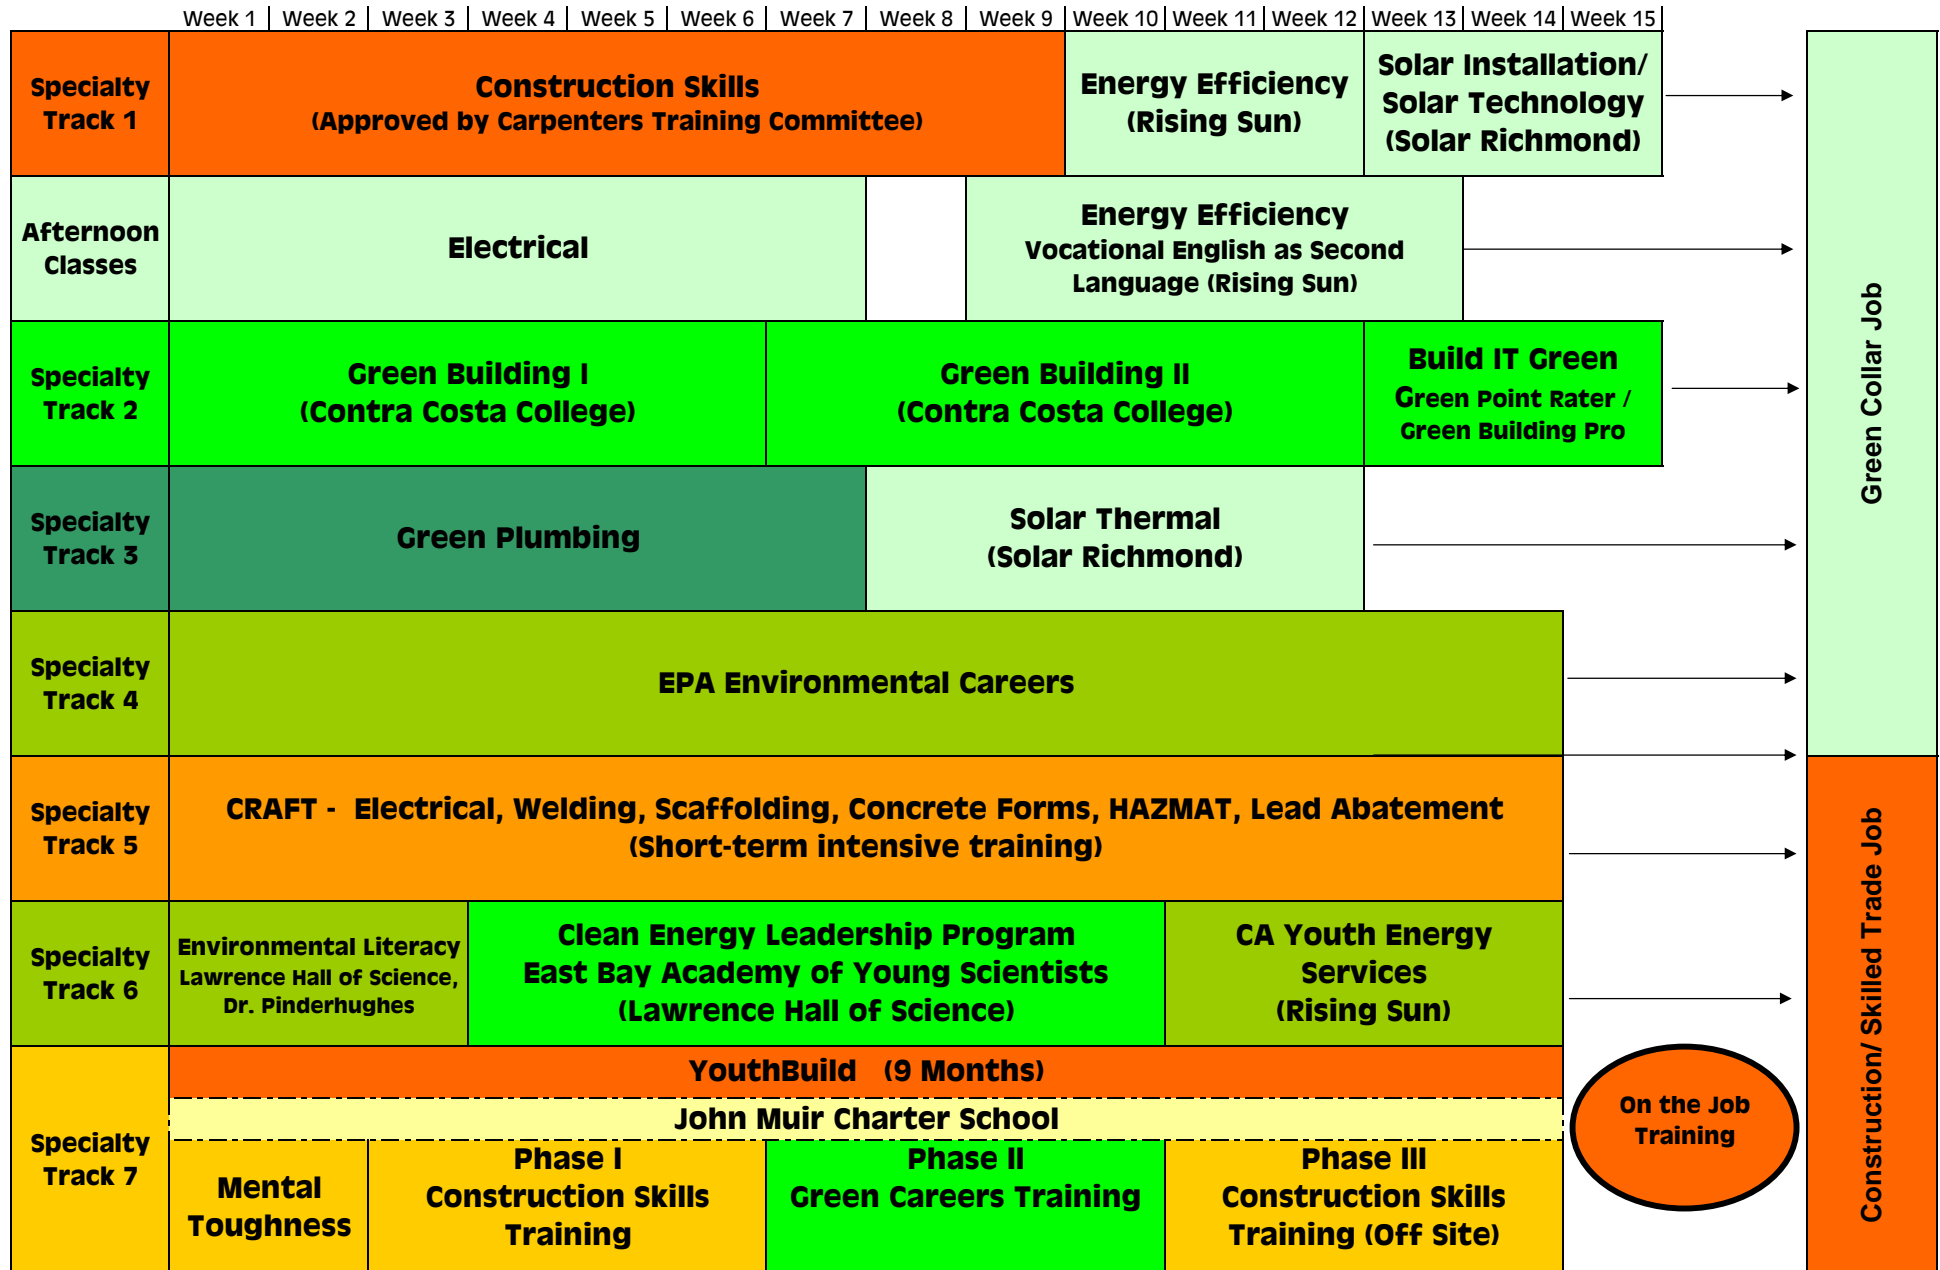 Week 1 Week 2 Week 3 Week 4 Week 5 Week 6 Week 7 Week 8 Week 9 Week 10 Week 11 Week 12 Week 13 Week 14 Week 15
Specialty
Track 1
Construction Skills
(Approved by Carpenters Training Committee)
Energy Efficiency
(Rising Sun)
Solar Installation/
Solar Technology
(Solar Richmond)
Afternoon
Classes
Electrical
Energy Efficiency
Vocational English as Second
Language (Rising Sun)
Specialty
Track 2
Green Building I
(Contra Costa College)
Green Building II
(Contra Costa College)
Build IT Green
Green Point Rater /
Green Building Pro
Specialty
Track 3
Green Plumbing
Solar Thermal
(Solar Richmond)
Specialty
Track 4
EPA Environmental Careers
Green Collar Job
Specialty
Track 5
CRAFT - Electrical, Welding, Scaffolding, Concrete Forms, HAZMAT, Lead Abatement
(Short-term intensive training)
Specialty
Track 6
Environmental Literacy
Lawrence Hall of Science,
Dr. Pinderhughes
Clean Energy Leadership Program
East Bay Academy of Young Scientists
(Lawrence Hall of Science)
CA Youth Energy
Services
(Rising Sun)
Specialty
Track 7
YouthBuild (9 Months)
John Muir Charter School
Mental
Toughness
Phase I
Construction Skills
Training
Phase II
Green Careers Training
Phase III
Construction Skills
Training (Off Site)
On the Job
Training
Construction/ Skilled Trade Job